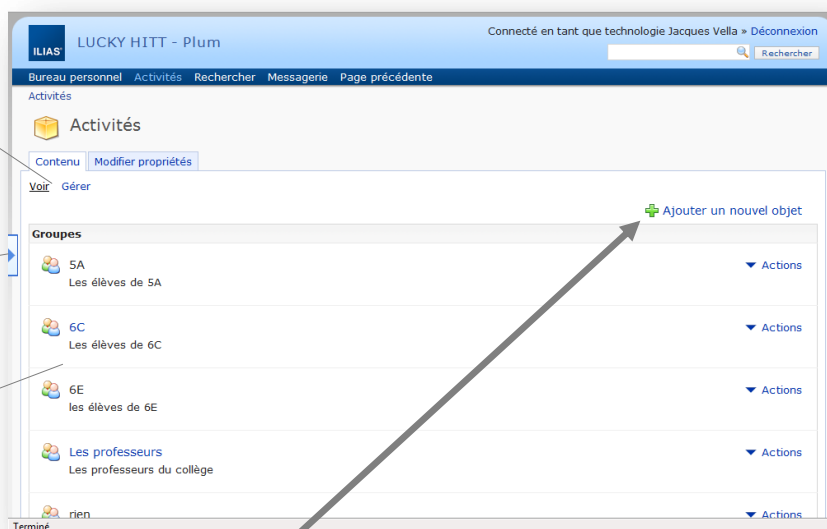 Connecté en tant que technologie Jacques Vella » Déconnexion
ILIAS LUCKY HITT - Plum
Rechercher
Bureau personnel Activités Rechercher Messagerie Page précédente
Activités
Activités
Contenu Modifier propriétés
Voir Gérer
Ajouter un nouvel objet
Groupes
5A Actions
Les élèves de 5A
6C Actions
Les élèves de 6C
6E Actions
les élèves de 6E
Les professeurs Actions
Les professeurs du collège
rien Actions
Terminé